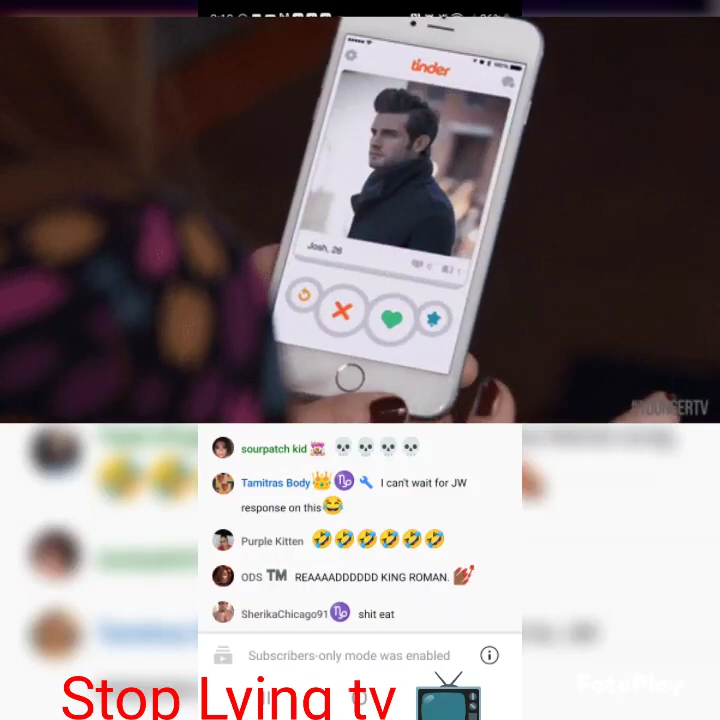 tinder
Josh, 26
#YOUNGERTV
sourpatch kid
Tamitras Body I can't wait for JW
response on this
Purple Kitten
ODS TM REAAAADDDDDD KING ROMAN.
SherikaChicago91 shit eat
Subscribers-only mode was enabled
Stop Lying tv
FotoPlay